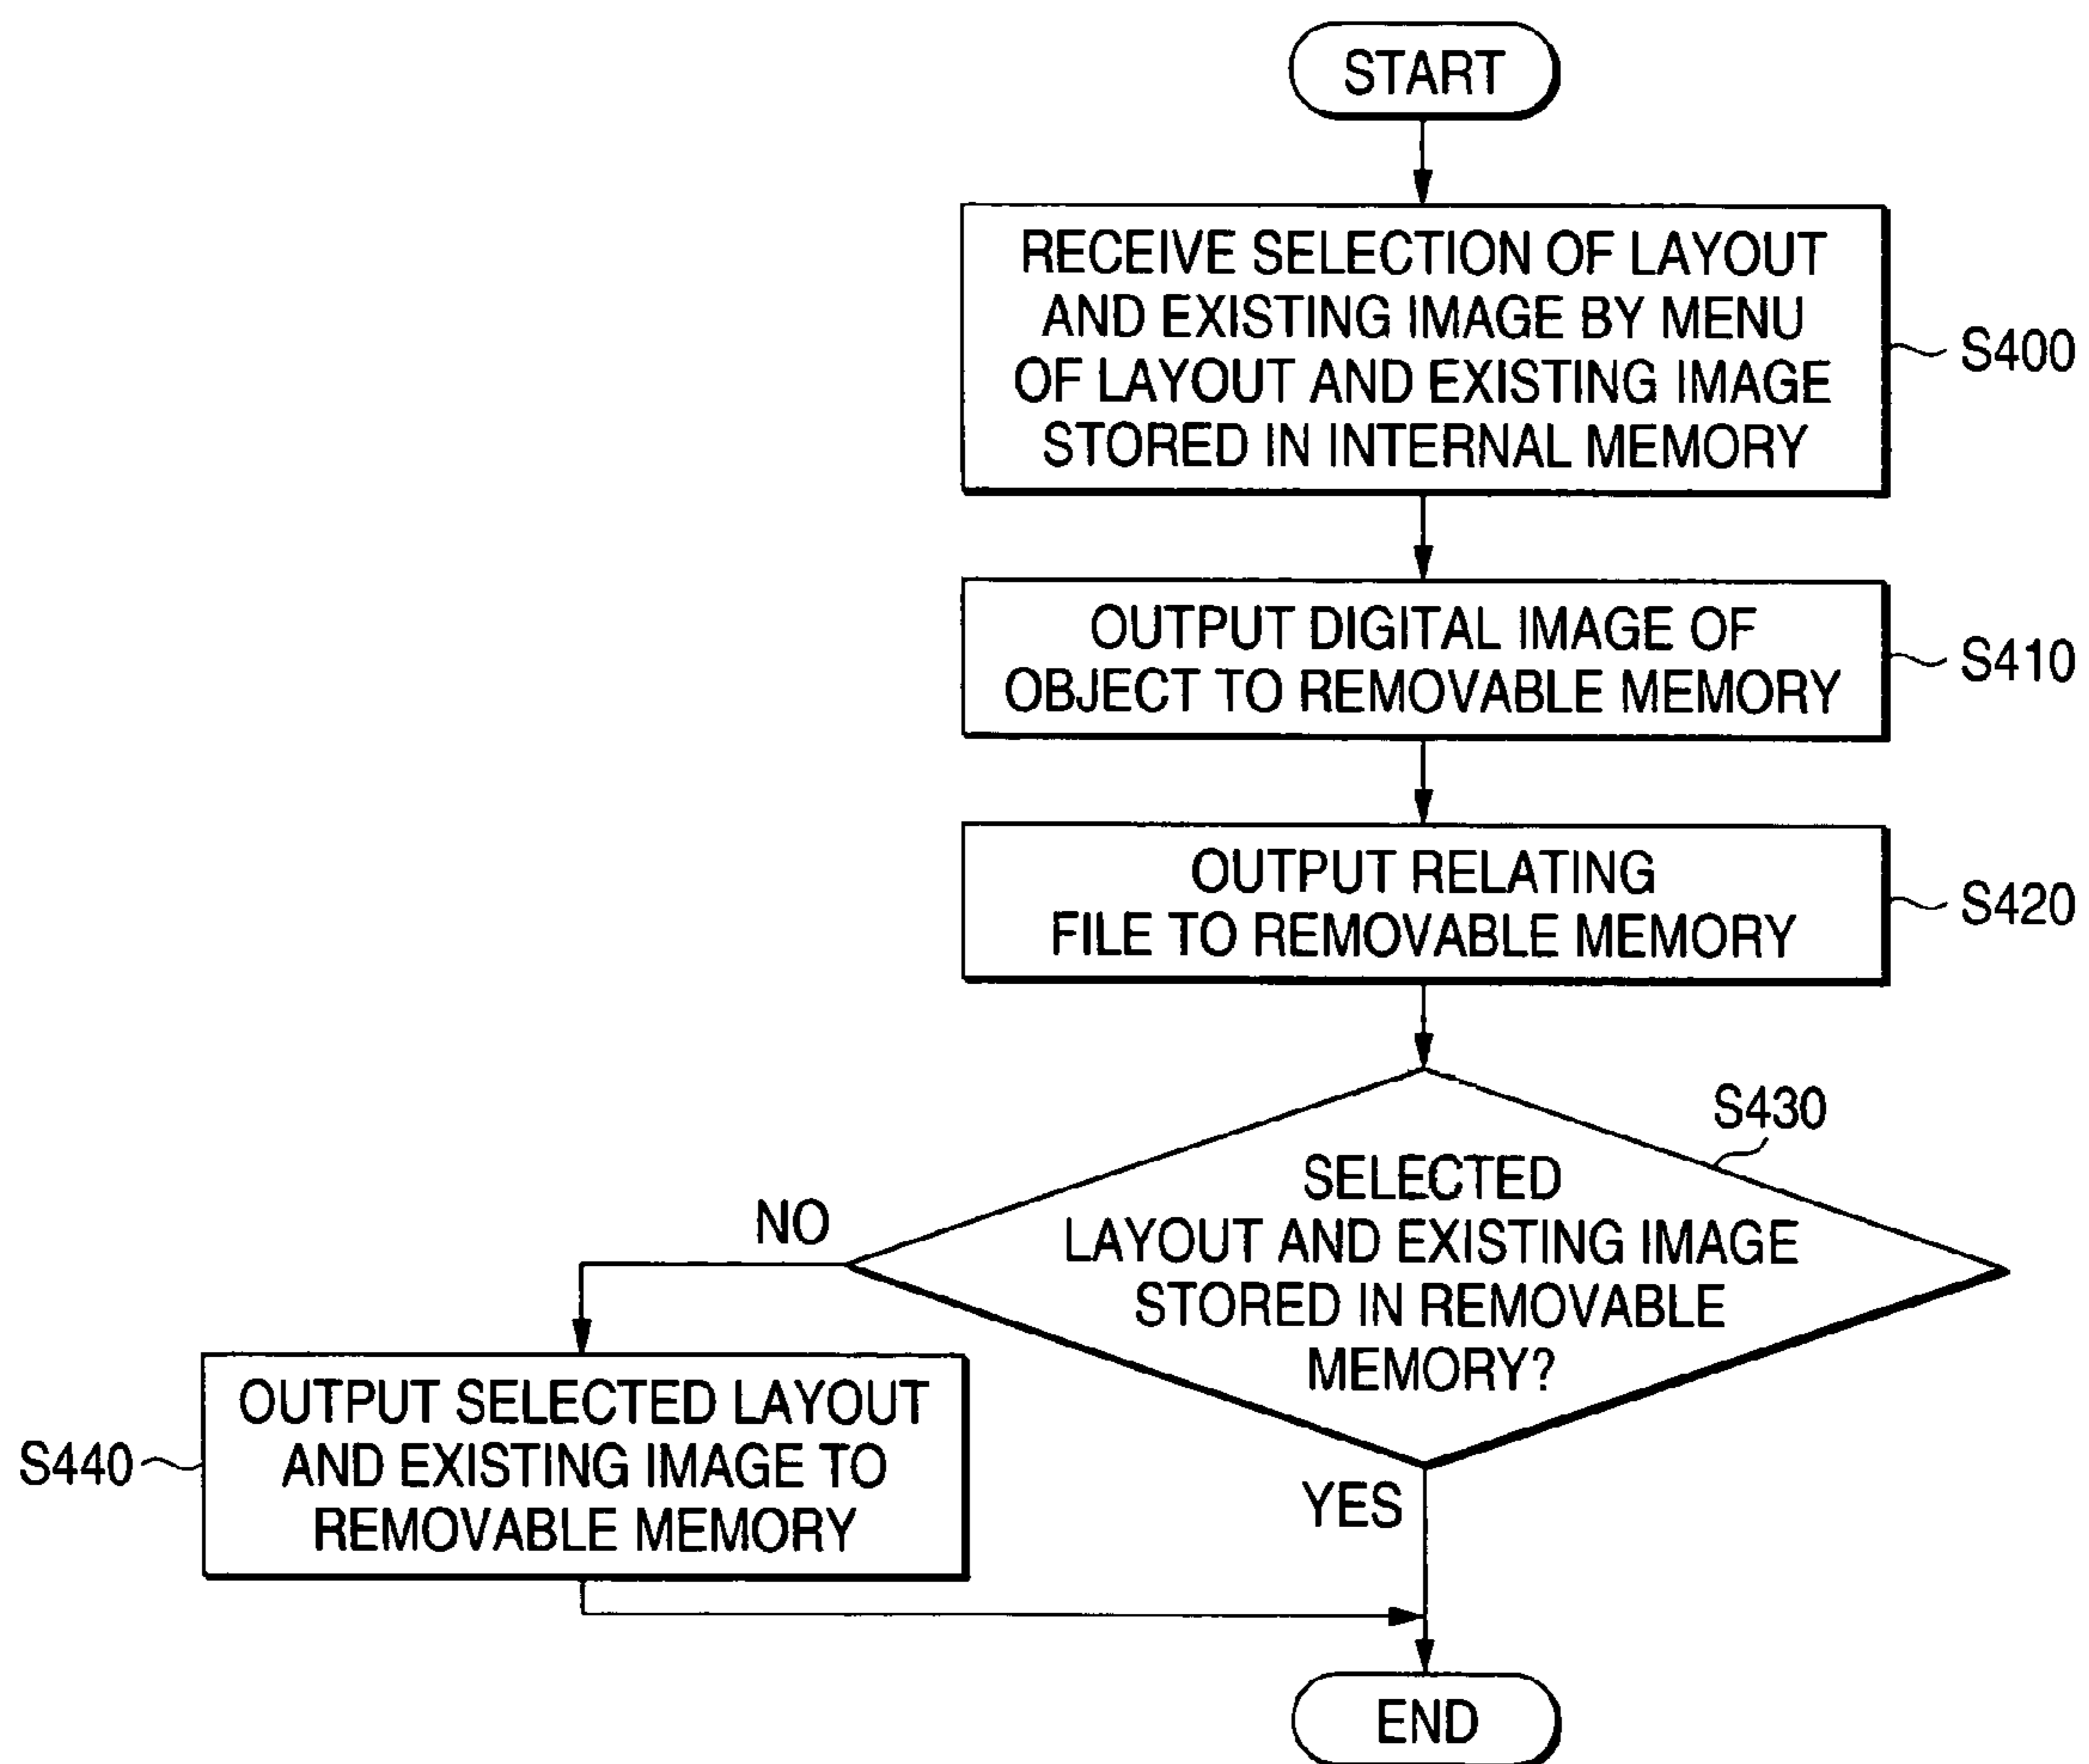 START
RECEIVE SELECTION OF LAYOUT
AND EXISTING IMAGE BY MENU
OF LAYOUT AND EXISTING IMAGE
STORED IN INTERNAL MEMORY
S400
OUTPUT DIGITAL IMAGE OF
OBJECT TO REMOVABLE MEMORY
S410
OUTPUT RELATING
FILE TO REMOVABLE MEMORY
S420
S430
SELECTED
LAYOUT AND EXISTING IMAGE
STORED IN REMOVABLE
MEMORY?
NO
OUTPUT SELECTED LAYOUT
AND EXISTING IMAGE TO
REMOVABLE MEMORY
S440
YES
END